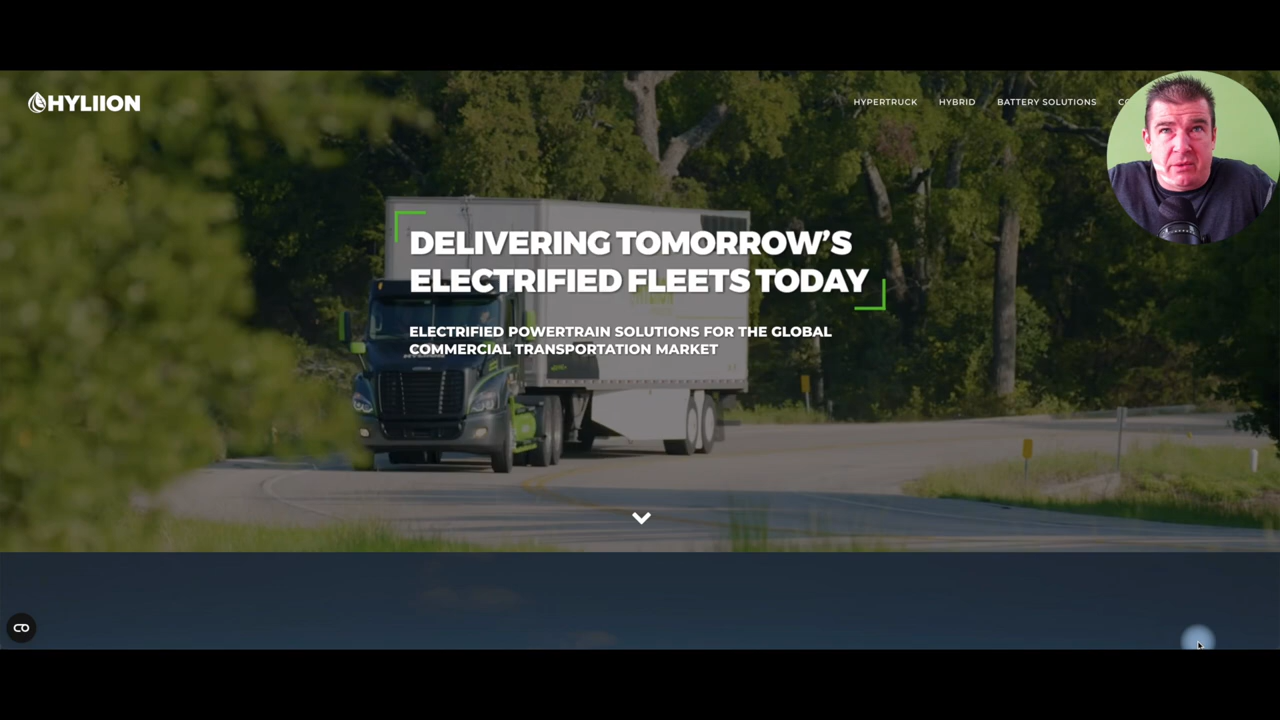 HYLIION
HYPERTRUCK
HYBRID
BATTERY SOLUTIONS
DELIVERING TOMORROW'S
ELECTRIFIED FLEETS TODAY
ELECTRIFIED POWERTRAIN SOLUTIONS FOR THE GLOBAL
COMMERCIAL TRANSPORTATION MARKET